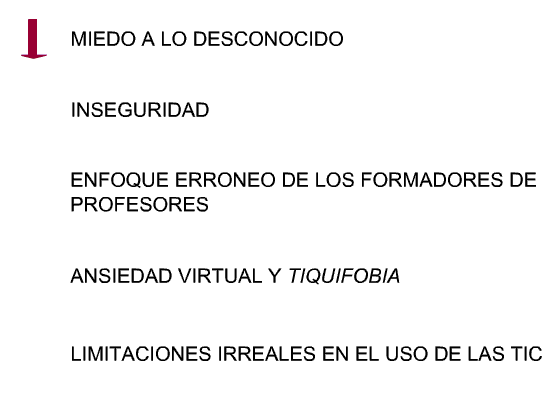 MIEDO A LO DESCONOCIDO
INSEGURIDAD
ENFOQUE ERRONEO DE LOS FORMADORES DE
PROFESORES
ANSIEDAD VIRTUAL Y TIQUIFOBIA
LIMITACIONES IRREALES EN EL USO DE LAS TIC